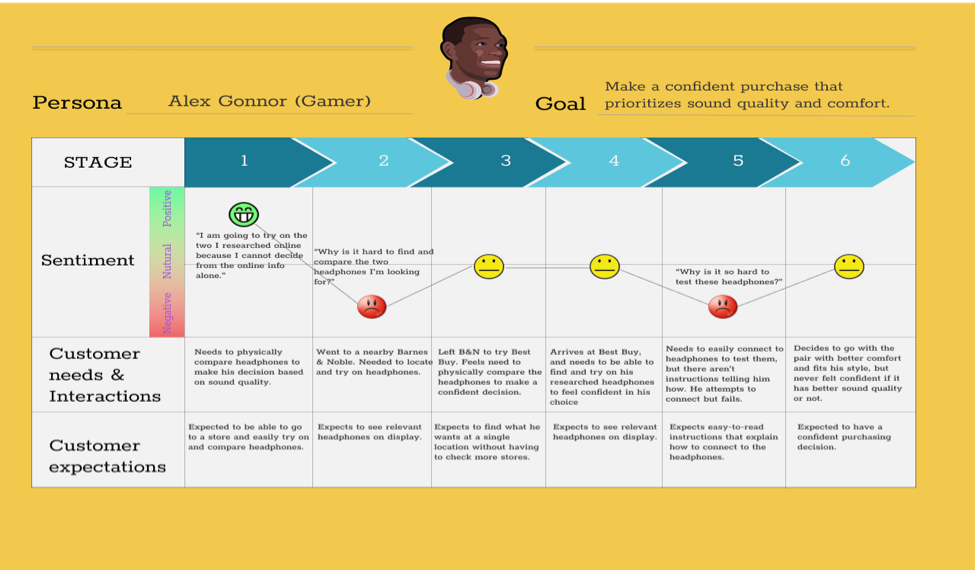 Persona
Alex Gonnor (Gamer)
Goal
Make a confident purchase that
prioritizes sound quality and comfort.
STAGE
1
2
3
4
5
6
Sentiment
Positive
Nutural
Negative
"I am going to try on the
two I researched online
because I cannot decide
from the online info
alone."
"Why is it hard to find and
compare the two
headphones I'm looking
for?"
"Why is it so hard to
test these headphones?"
Customer
needs &
Interactions
Needs to physically
compare headphones to
make his decision based
on sound quality.
Went to a nearby Barnes
& Noble. Needed to locate
and try on headphones.
Left B&N to try Best
Buy. Feels need to
physically compare the
headphones to make a
confident decision.
Arrives at Best Buy,
and needs to be able to
find and try on his
researched headphones
to feel confident in his
choice
Needs to easily connect to
headphones to test them,
but there aren't
instructions telling him
how. He attempts to
connect but fails.
Decides to go with the
pair with better comfort
and fits his style, but
never felt confident if it
has better sound quality
or not.
Customer
expectations
Expected to be able to go
to a store and easily try on
and compare headphones.
Expects to see relevant
headphones on display.
Expects to find what he
wants at a single
location without having
to check more stores.
Expects to see relevant
headphones on display.
Expects easy-to-read
instructions that explain
how to connect to the
headphones.
Expected to have a
confident purchasing
decision.